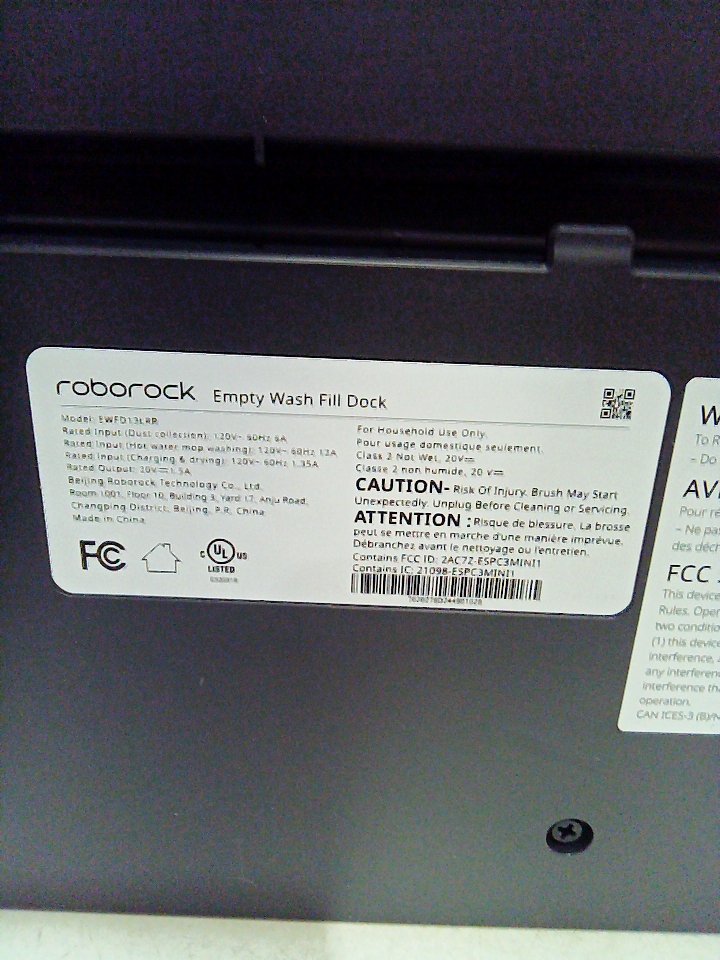 roborock Empty Wash Fill Dock
Model: EWFD13LRR
Rated Input (Dust collection): 120V~ 60Hz 6A
Rated Input (Hot water mop washing): 120V~ 60Hz 12A
Rated Input (Charging & drying): 120V~ 60Hz 1.35A
Rated Output: 20V⎓1.5A
Beijing Roborock Technology Co., Ltd.
Room 1001, Floor 10, Building 3, Yard 17, Anju Road,
Changping District, Beijing, P.R. China
Made in China
FC
C UL US
LISTED
For Household Use Only.
Pour usage domestique seulement.
Class 2 Not Wet, 20V⎓
Classe 2 non humide, 20 v⎓
CAUTION- Risk Of Injury. Brush May Start
Unexpectedly. Unplug Before Cleaning or Servicing.
ATTENTION : Risque de blessure. La brosse
peut se mettre en marche d'une manière imprévue.
Débranchez avant le nettoyage ou l'entretien.
Contains FCC ID: 2AC7Z-ESPC3MINI1
Contains IC: 21098-ESPC3MINI1
W
To R
- Do
AV
Pour ré
- Ne pas
des déch
FCC
This device
Rules. Oper
two conditio
(1) this device
interference,
any interferenc
interference th
operation.
CAN ICES-3 (B)/N